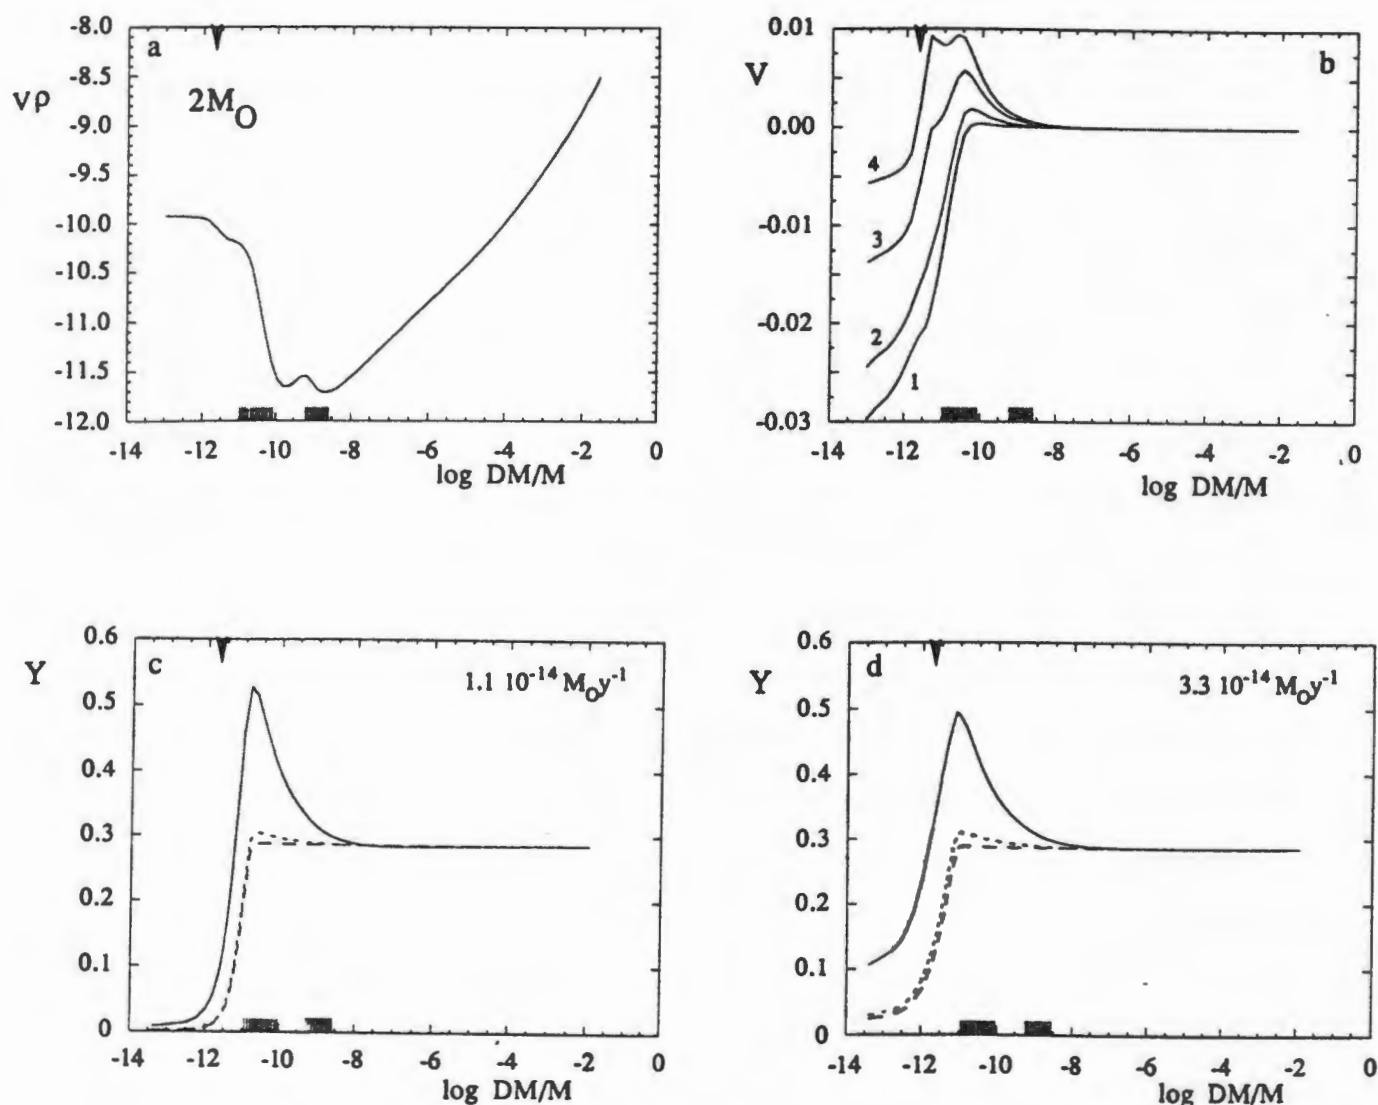 a
vρ
2M_O
-8.0
-8.5
-9.0
-9.5
-10.0
-10.5
-11.0
-11.5
-12.0
-14 -12 -10 -8 -6 -4 -2 0
log DM/M
b
V
0.01
0.00
-0.01
-0.02
-0.03
4
3
2
1
-14 -12 -10 -8 -6 -4 -2 0
log DM/M
c
Y
1.1 10^-14 M_O y^-1
0.6
0.5
0.4
0.3
0.2
0.1
0
-14 -12 -10 -8 -6 -4 -2 0
log DM/M
d
Y
3.3 10^-14 M_O y^-1
0.6
0.5
0.4
0.3
0.2
0.1
0
-14 -12 -10 -8 -6 -4 -2 0
log DM/M